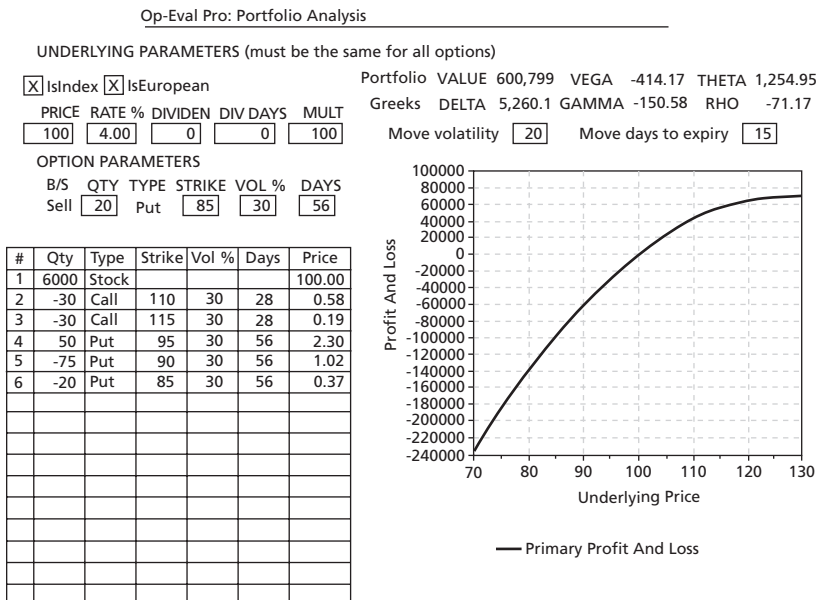 Op-Eval Pro: Portfolio Analysis
UNDERLYING PARAMETERS (must be the same for all options)
X IsIndex X IsEuropean
PRICE RATE % DIVIDEN DIV DAYS MULT
100 4.00 0 0 100
OPTION PARAMETERS
B/S QTY TYPE STRIKE VOL % DAYS
Sell 20 Put 85 30 56
Portfolio VALUE 600,799 VEGA -414.17 THETA 1,254.95
Greeks DELTA 5,260.1 GAMMA -150.58 RHO -71.17
Move volatility 20 Move days to expiry 15
# Qty Type Strike Vol % Days Price
1 6000 Stock 100.00
2 -30 Call 110 30 28 0.58
3 -30 Call 115 30 28 0.19
4 50 Put 95 30 56 2.30
5 -75 Put 90 30 56 1.02
6 -20 Put 85 30 56 0.37
Profit And Loss
100000
80000
60000
40000
20000
0
-20000
-40000
-60000
-80000
-100000
-120000
-140000
-160000
-180000
-200000
-220000
-240000
70 80 90 100 110 120 130
Underlying Price
Primary Profit And Loss